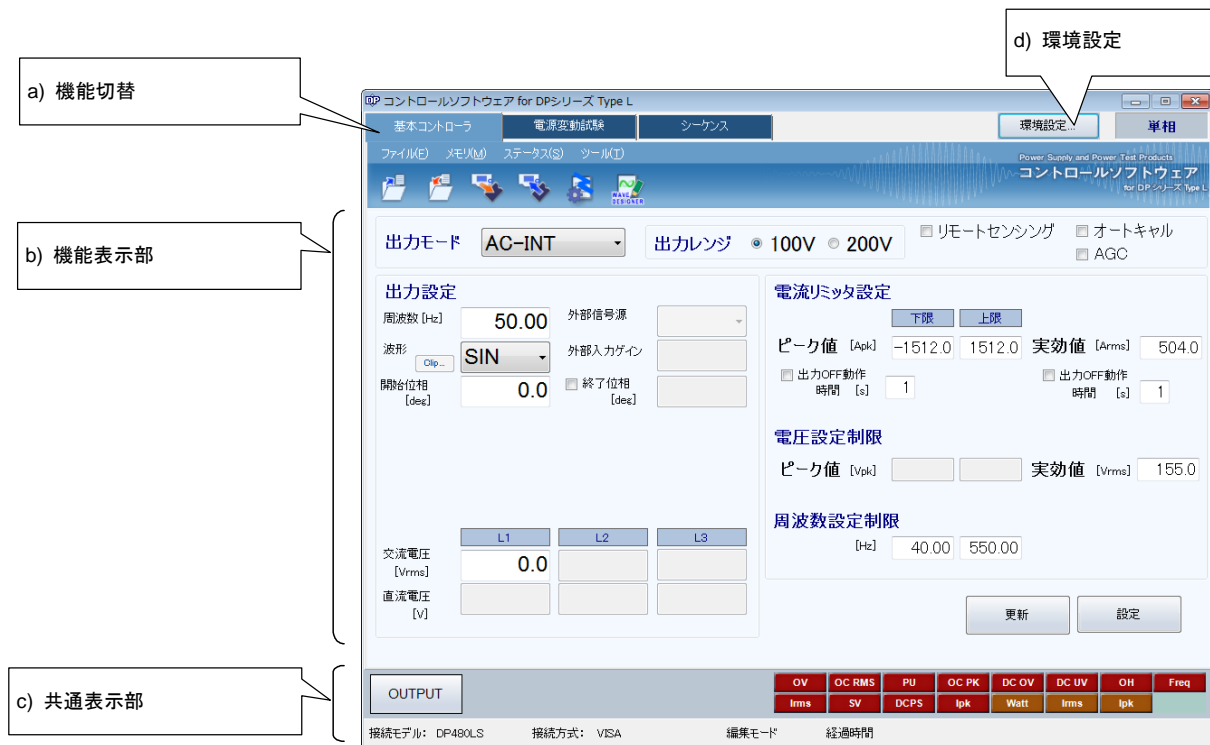 d) 環境設定
a) 機能切替
DP コントロールソフトウェア for DPシリーズ Type L
基本コントローラ 電源変動試験 シーケンス 環境設定... 単相
ファイル(F) メモリ(M) ステータス(S) ツール(T)
Power Supply and Power Test Products
コントロールソフトウェア
for DP シリーズ Type L
WAVE DESIGNER
b) 機能表示部
出力モード AC-INT 出力レンジ 100V 200V リモートセンシング オートキャル
AGC
出力設定 電流リミッタ設定
周波数 [Hz] 50.00 外部信号源 下限 上限
波形 Clip... SIN 外部入力ゲイン ピーク値 [Apk] -1512.0 1512.0 実効値 [Arms] 504.0
開始位相 [deg] 0.0 終了位相 [deg] 出力OFF動作 時間 [s] 1 出力OFF動作 時間 [s] 1
電圧設定制限
ピーク値 [Vpk] 実効値 [Vrms] 155.0
周波数設定制限
L1 L2 L3 [Hz] 40.00 550.00
交流電圧 [Vrms] 0.0
直流電圧 [V]
更新 設定
c) 共通表示部
OUTPUT
OV OC RMS PU OC PK DC OV DC UV OH Freq
Irms SV DCPS Ipk Watt Irms Ipk
接続モデル: DP480LS 接続方式: VISA 編集モード 経過時間